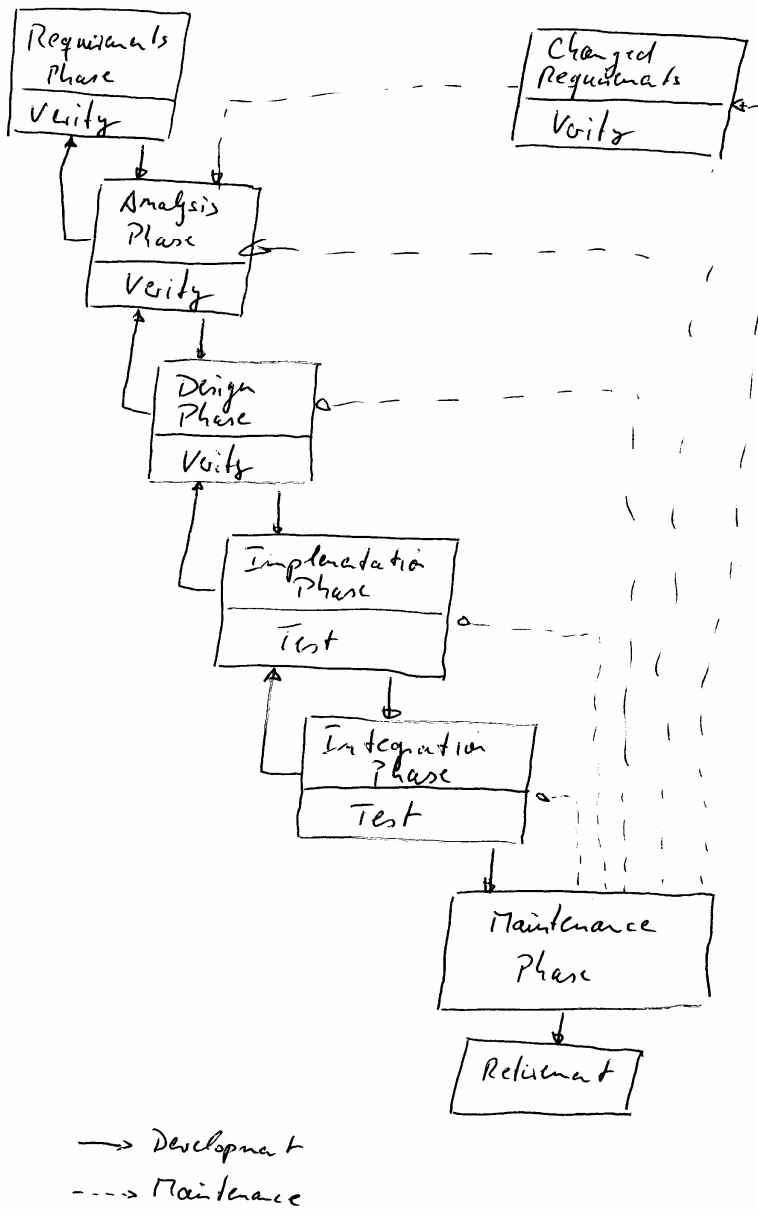 Requirements
Phase
Verify
Changed
Requirements
Verify
Analysis
Phase
Verify
Design
Phase
Verify
Implementation
Phase
Test
Integration
Phase
Test
Maintenance
Phase
Retirement
Development
Maintenance